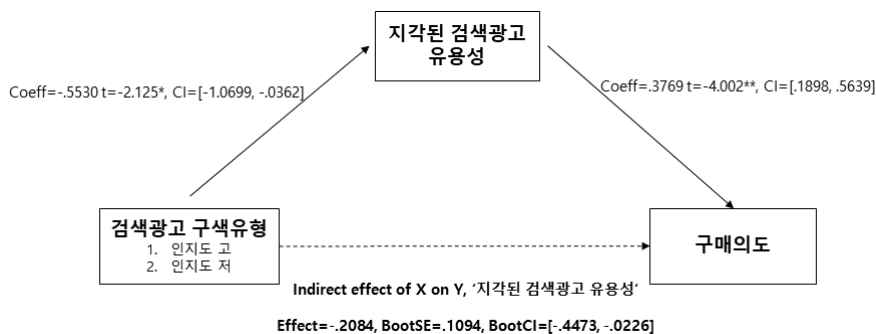 지각된 검색광고
유용성
Coeff=-.5530 t=-2.125*, CI=[-1.0699, -.0362]
Coeff=.3769 t=-4.002**, CI=[.1898, .5639]
검색광고 구색유형
1. 인지도 고
2. 인지도 저
구매의도
Indirect effect of X on Y, ‘지각된 검색광고 유용성‘
Effect=-.2084, BootSE=.1094, BootCI=[-.4473, -.0226]